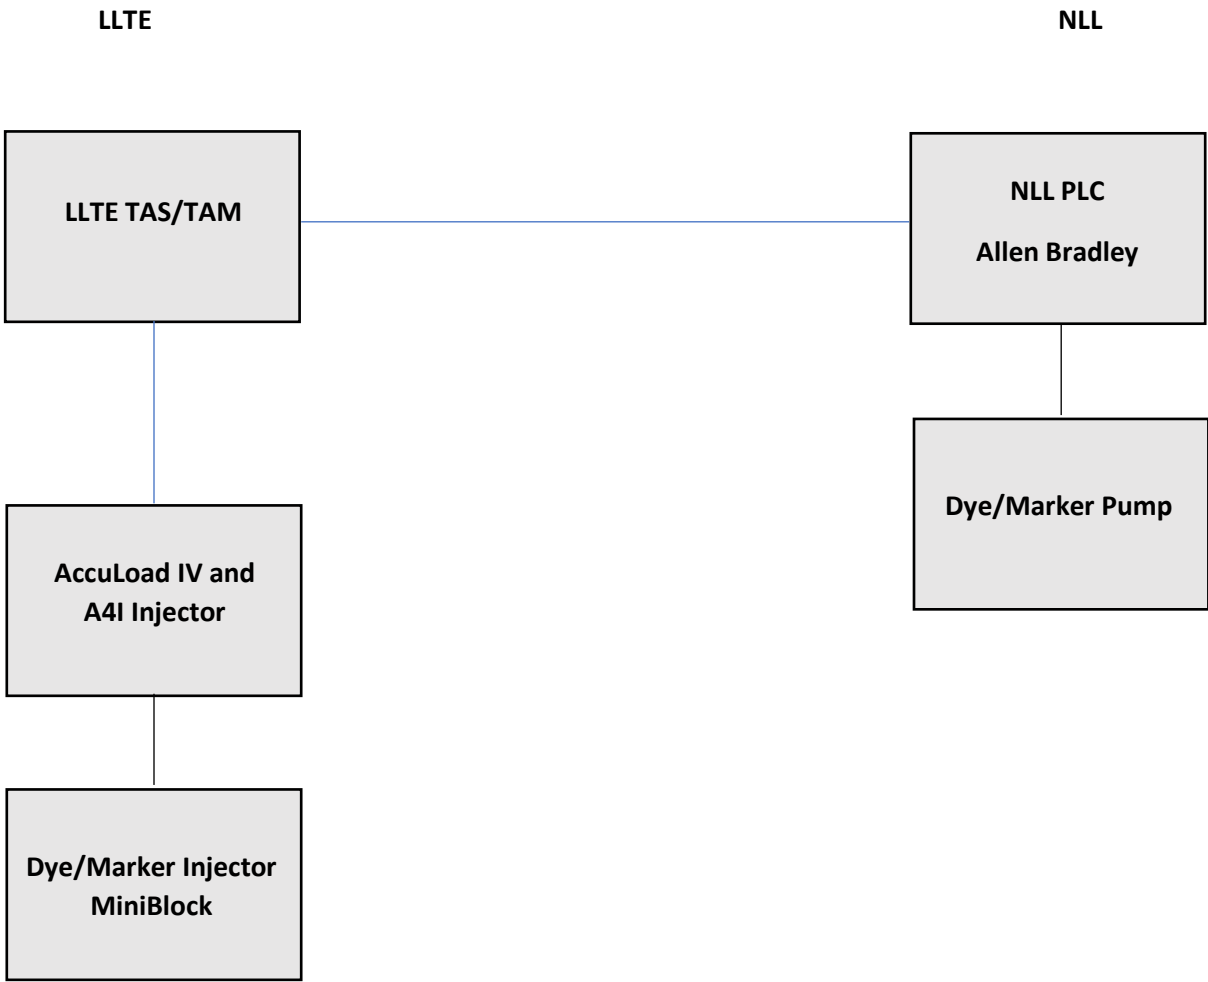 LLTE
NLL
LLTE TAS/TAM
NLL PLC
Allen Bradley
AccuLoad IV and
A4I Injector
Dye/Marker Pump
Dye/Marker Injector
MiniBlock